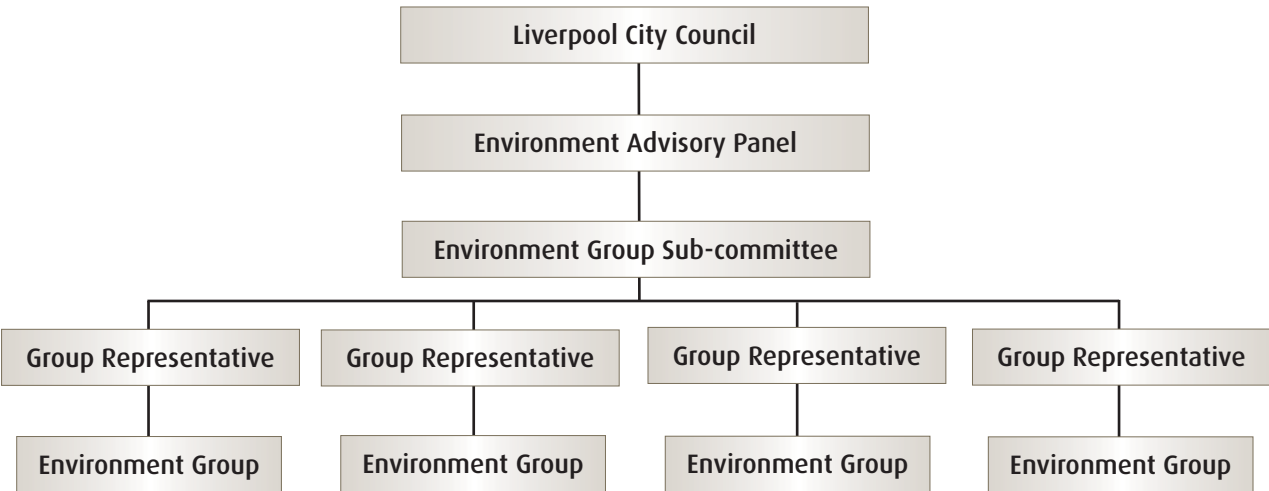 Liverpool City Council
Environment Advisory Panel
Environment Group Sub-committee
Group Representative
Group Representative
Group Representative
Group Representative
Environment Group
Environment Group
Environment Group
Environment Group